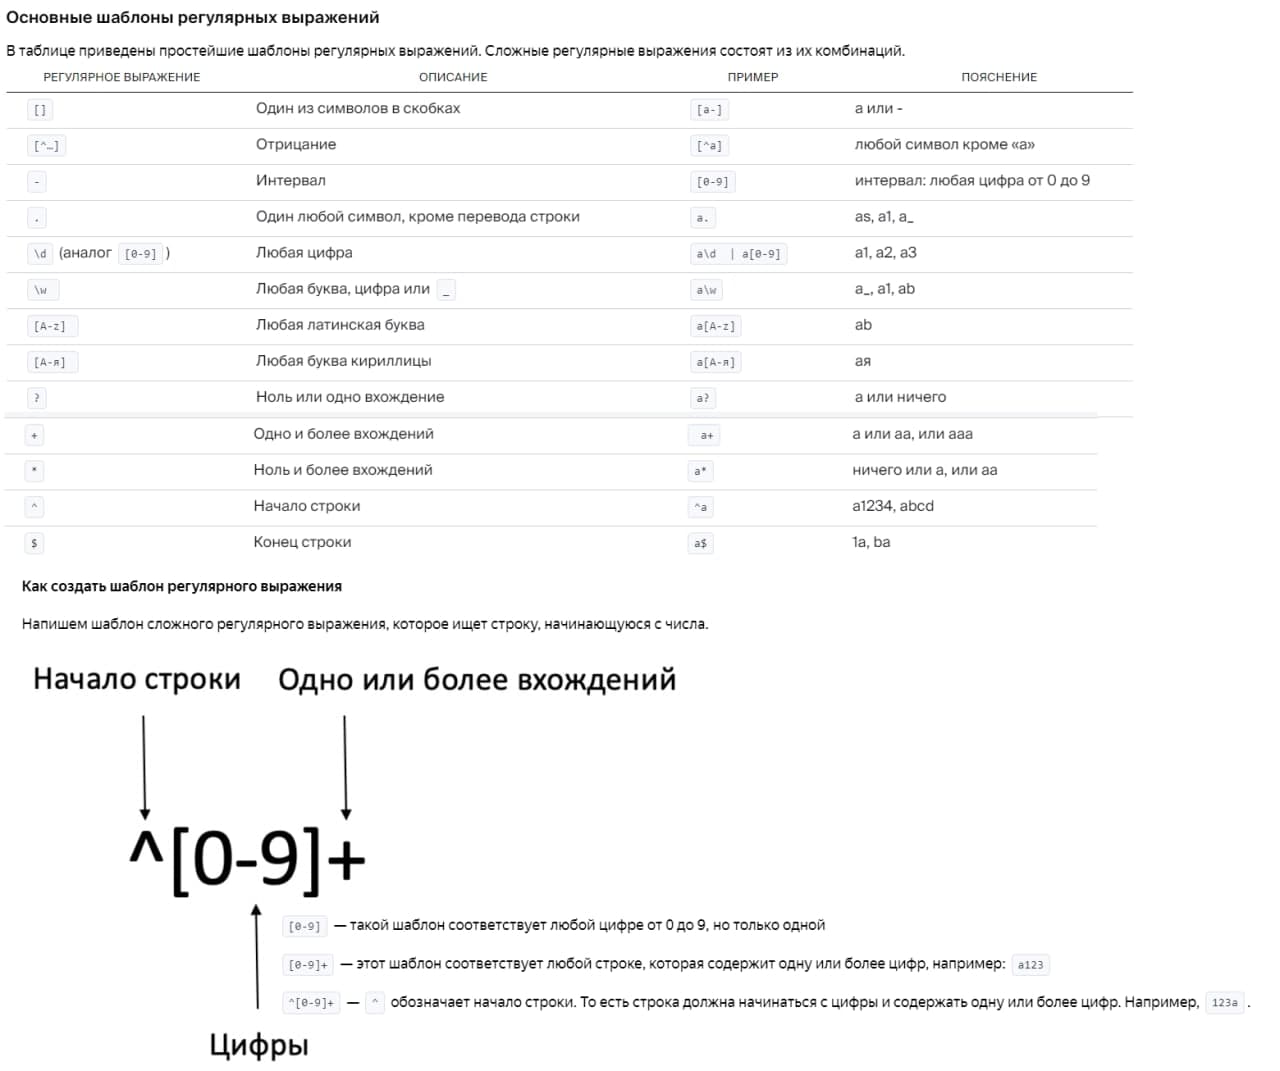 Основные шаблоны регулярных выражений
В таблице приведены простейшие шаблоны регулярных выражений. Сложные регулярные выражения состоят из их комбинаций.
РЕГУЛЯРНОЕ ВЫРАЖЕНИЕ ОПИСАНИЕ ПРИМЕР ПОЯСНЕНИЕ
[] Один из символов в скобках [a-] а или -
[^…] Отрицание [^a] любой символ кроме «а»
- Интервал [0-9] интервал: любая цифра от 0 до 9
. Один любой символ, кроме перевода строки a. as, a1, a_
\d (аналог [0-9] ) Любая цифра a\d | a[0-9] a1, a2, a3
\w Любая буква, цифра или _ a\w a_, a1, ab
[A-z] Любая латинская буква a[A-z] ab
[А-я] Любая буква кириллицы а[А-я] ая
? Ноль или одно вхождение a? а или ничего
+ Одно и более вхождений a+ а или аа, или ааа
* Ноль и более вхождений a* ничего или а, или аа
^ Начало строки ^a a1234, abcd
$ Конец строки a$ 1a, ba
Как создать шаблон регулярного выражения
Напишем шаблон сложного регулярного выражения, которое ищет строку, начинающуюся с числа.
Начало строки Одно или более вхождений
^[0-9]+
[0-9] — такой шаблон соответствует любой цифре от 0 до 9, но только одной
[0-9]+ — этот шаблон соответствует любой строке, которая содержит одну или более цифр, например: a123
^[0-9]+ — ^ обозначает начало строки. То есть строка должна начинаться с цифры и содержать одну или более цифр. Например, 123a .
Цифры